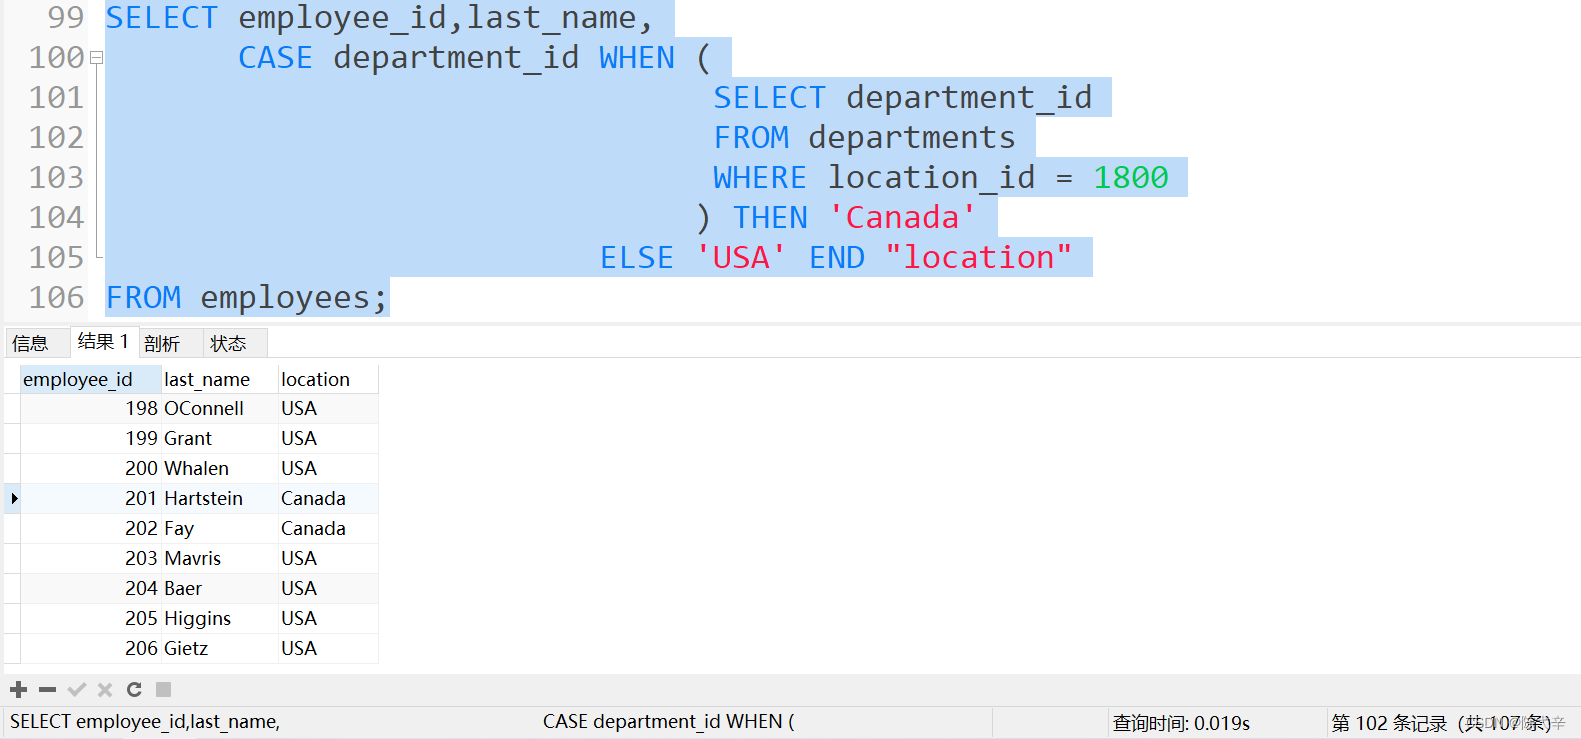 99 SELECT employee_id,last_name,
100 CASE department_id WHEN (
101 SELECT department_id
102 FROM departments
103 WHERE location_id = 1800
104 ) THEN 'Canada'
105 ELSE 'USA' END "location"
106 FROM employees;
信息 结果 1 剖析 状态
employee_id last_name location
198 OConnell USA
199 Grant USA
200 Whalen USA
201 Hartstein Canada
202 Fay Canada
203 Mavris USA
204 Baer USA
205 Higgins USA
206 Gietz USA
SELECT employee_id,last_name, CASE department_id WHEN ( 查询时间: 0.019s 第 102 条记录（共 107 条）